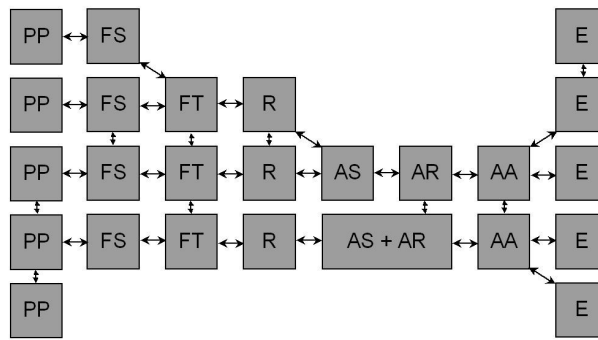 PP FS E
PP FS FT R E
PP FS FT R AS AR AA E
PP FS FT R AS + AR AA E
PP E